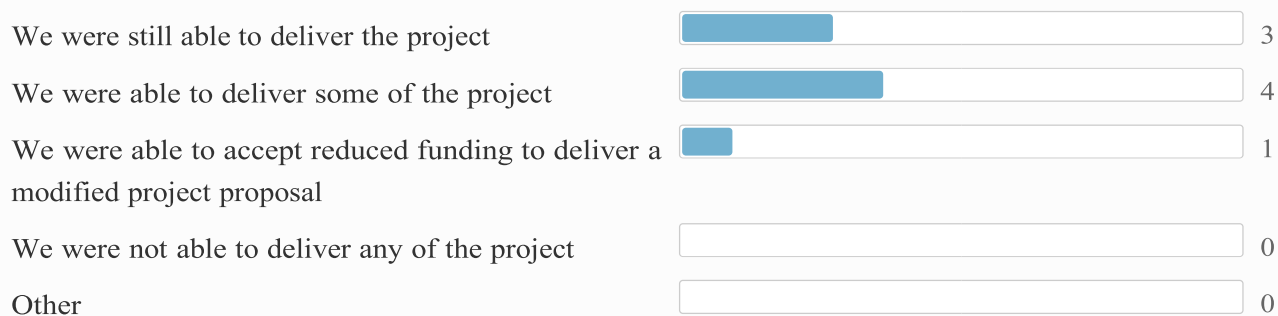 We were still able to deliver the project 3
We were able to deliver some of the project 4
We were able to accept reduced funding to deliver a 1
modified project proposal
We were not able to deliver any of the project 0
Other 0